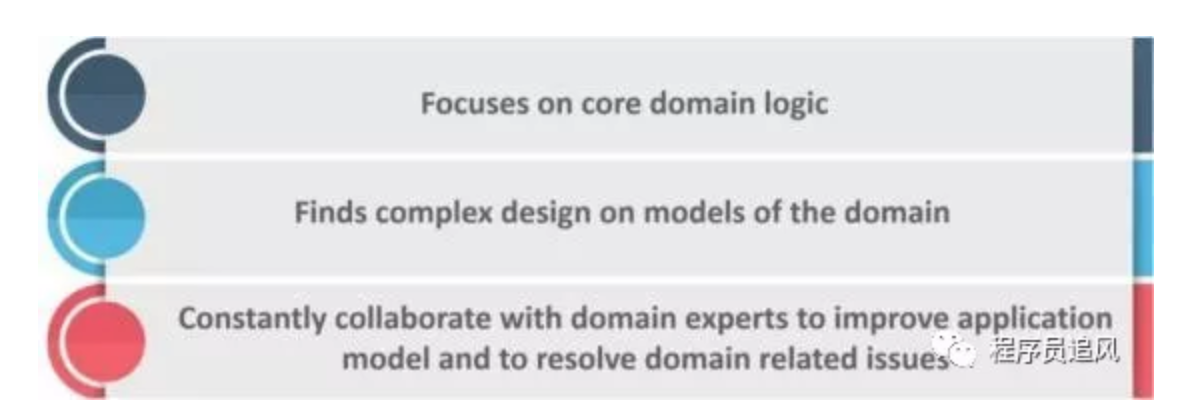 Focuses on core domain logic
Finds complex design on models of the domain
Constantly collaborate with domain experts to improve application
model and to resolve domain related issues
程序员追风